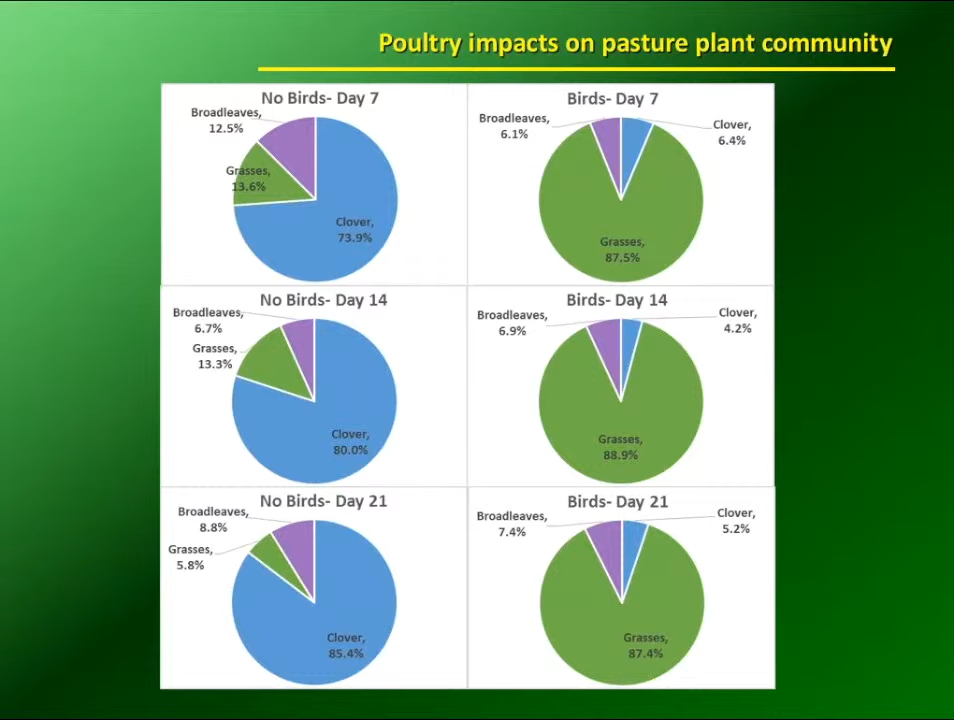 Poultry impacts on pasture plant community
No Birds- Day 7
Broadleaves,
12.5%
Grasses,
13.6%
Clover,
73.9%
Birds- Day 7
Broadleaves,
6.1%
Clover,
6.4%
Grasses,
87.5%
No Birds- Day 14
Broadleaves,
6.7%
Grasses,
13.3%
Clover,
80.0%
Birds- Day 14
Broadleaves,
6.9%
Clover,
4.2%
Grasses,
88.9%
No Birds- Day 21
Broadleaves,
8.8%
Grasses,
5.8%
Clover,
85.4%
Birds- Day 21
Broadleaves,
7.4%
Clover,
5.2%
Grasses,
87.4%